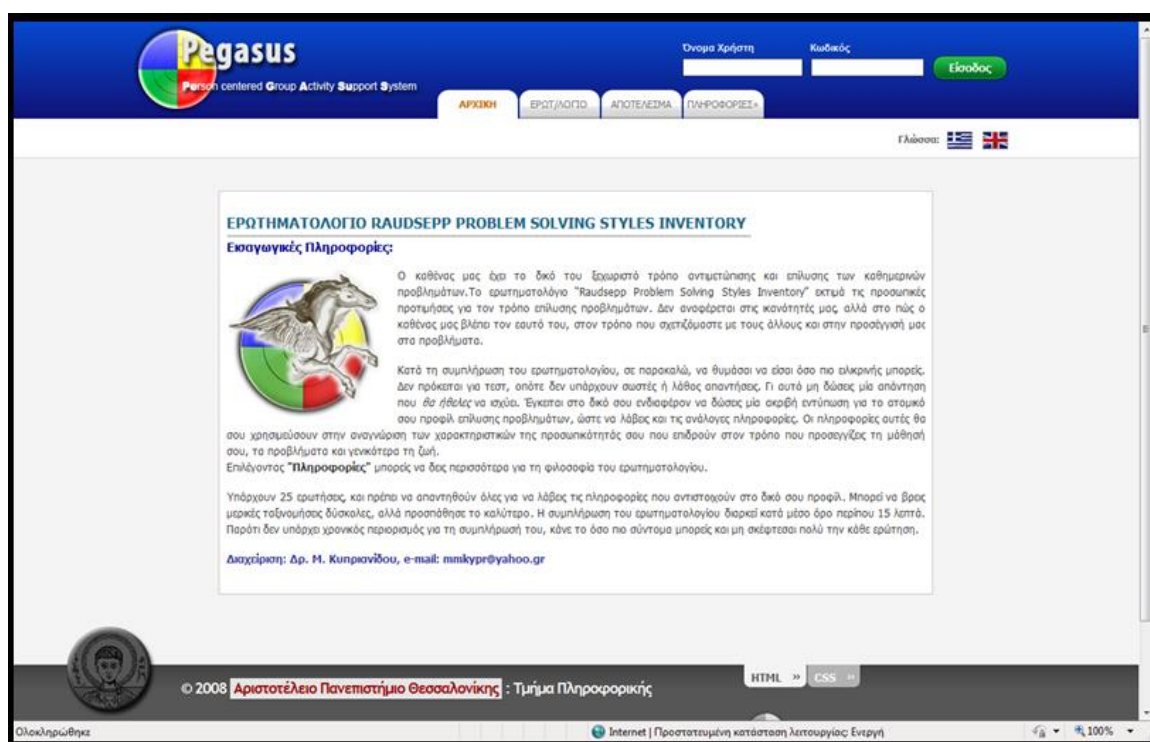 Pegasus
Person centered Group Activity Support System
Όνομα Χρήστη
Κωδικός
Είσοδος
ΑΡΧΙΚΗ
ΕΡΩΤ/ΛΟΓΙΟ
ΑΠΟΤΕΛΕΣΜΑ
ΠΛΗΡΟΦΟΡΙΕΣ»
Γλώσσα:
ΕΡΩΤΗΜΑΤΟΛΟΓΙΟ RAUDSEPP PROBLEM SOLVING STYLES INVENTORY
Εισαγωγικές Πληροφορίες:
Ο καθένας μας έχει το δικό του ξεχωριστό τρόπο αντιμετώπισης και επίλυσης των καθημερινών
προβλημάτων.Το ερωτηματολόγιο "Raudsepp Problem Solving Styles Inventory" εκτιμά τις προσωπικές
προτιμήσεις για τον τρόπο επίλυσης προβλημάτων. Δεν αναφέρεται στις ικανότητές μας, αλλά στο πώς ο
καθένας μας βλέπει τον εαυτό του, στον τρόπο που σχετιζόμαστε με τους άλλους και στην προσέγγισή μας
στα προβλήματα.
Κατά τη συμπλήρωση του ερωτηματολογίου, σε παρακαλώ, να θυμάσαι να είσαι όσο πιο ειλικρινής μπορείς.
Δεν πρόκειται για τεστ, οπότε δεν υπάρχουν σωστές ή λάθος απαντήσεις. Γι αυτό μη δώσεις μία απάντηση
που θα ήθελες να ισχύει. Έγκειται στο δικό σου ενδιαφέρον να δώσεις μία ακριβή εντύπωση για το ατομικό
σου προφίλ επίλυσης προβλημάτων, ώστε να λάβεις και τις ανάλογες πληροφορίες. Οι πληροφορίες αυτές θα
σου χρησιμεύσουν στην αναγνώριση των χαρακτηριστικών της προσωπικότητάς σου που επιδρούν στον τρόπο που προσεγγίζεις τη μάθησή
σου, τα προβλήματα και γενικότερα τη ζωή.
Επιλέγοντας "Πληροφορίες" μπορείς να δεις περισσότερα για τη φιλοσοφία του ερωτηματολογίου.
Υπάρχουν 25 ερωτήσεις, και πρέπει να απαντηθούν όλες για να λάβεις τις πληροφορίες που αντιστοιχούν στο δικό σου προφίλ. Μπορεί να βρεις
μερικές ταξινομήσεις δύσκολες, αλλά προσπάθησε το καλύτερο. Η συμπλήρωση του ερωτηματολογίου διαρκεί κατά μέσο όρο περίπου 15 λεπτά.
Παρότι δεν υπάρχει χρονικός περιορισμός για τη συμπλήρωσή του, κάνε το όσο πιο σύντομα μπορείς και μη σκέφτεσαι πολύ την κάθε ερώτηση.
Διαχείριση: Δρ. Μ. Κυπριανίδου, e-mail: mmkypr@yahoo.gr
© 2008 Αριστοτέλειο Πανεπιστήμιο Θεσσαλονίκης : Τμήμα Πληροφορικής
HTML »
CSS »
Ολοκληρώθηκε
Internet | Προστατευμένη κατάσταση λειτουργίας: Ενεργή
100%